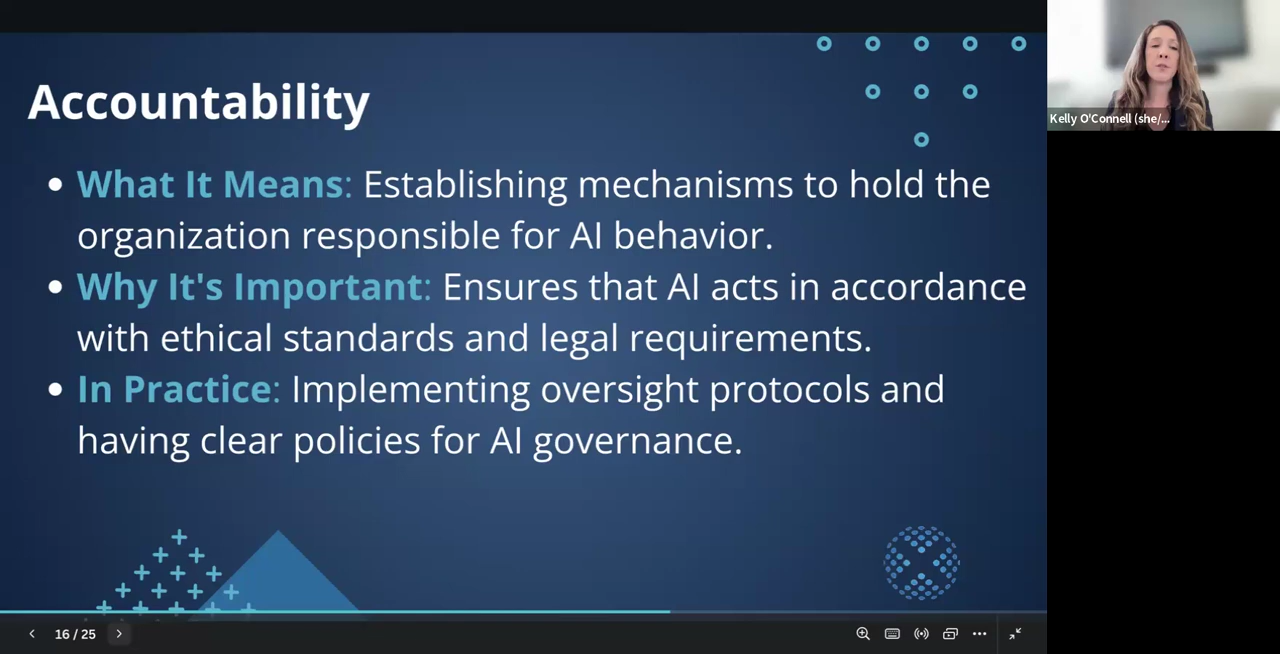 Accountability
• What It Means: Establishing mechanisms to hold the
organization responsible for AI behavior.
• Why It's Important: Ensures that AI acts in accordance
with ethical standards and legal requirements.
• In Practice: Implementing oversight protocols and
having clear policies for AI governance.
Kelly O'Connell (she/...
16 / 25